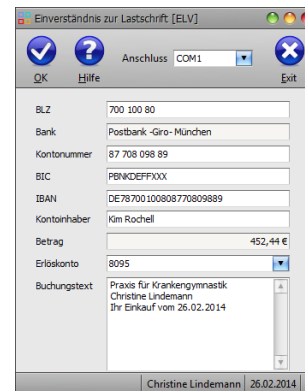 Einverständnis zur Lastschrift [ELV]
Anschluss COM1
OK Hilfe Exit
BLZ 700 100 80
Bank Postbank -Giro- München
Kontonummer 87 708 098 89
BIC PBNKDEFFXXX
IBAN DE78700100808770809889
Kontoinhaber Kim Rochell
Betrag 452,44 €
Erlöskonto 8095
Buchungstext Praxis für Krankengymnastik
Christine Lindemann
Ihr Einkauf vom 26.02.2014
Christine Lindemann 26.02.2014